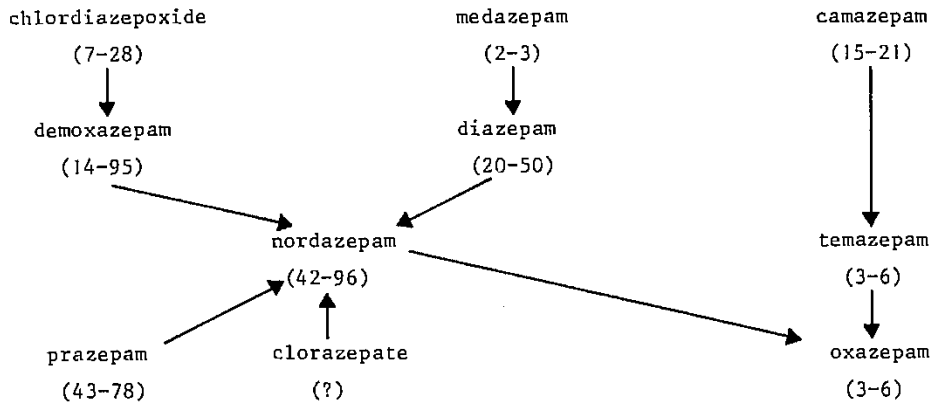 chlordiazepoxide medazepam camazepam
(7-28) (2-3) (15-21)
demoxazepam diazepam
(14-95) (20-50)
nordazepam temazepam
(42-96) (3-6)
prazepam clorazepate oxazepam
(43-78) (?) (3-6)